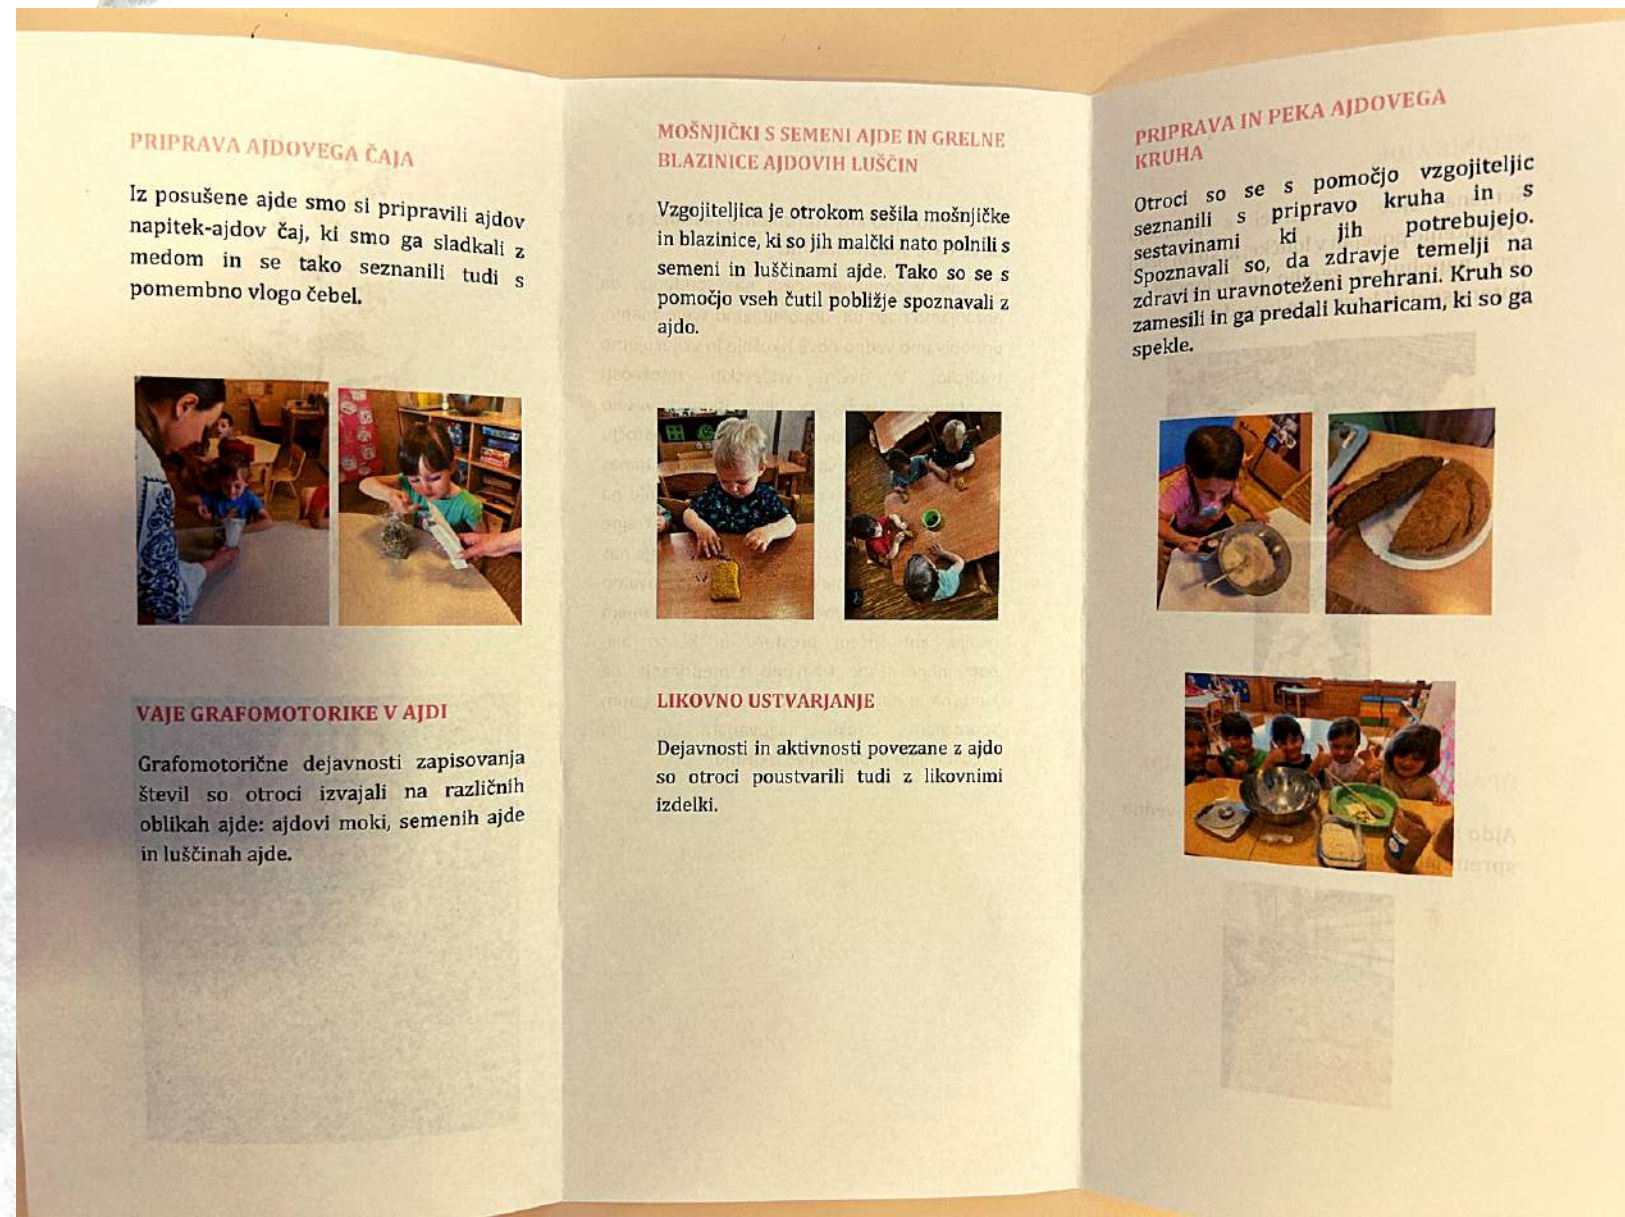 PRIPRAVA AJDOVEGA ČAJA
Iz posušene ajde smo si pripravili ajdov
napitek-ajdov čaj, ki smo ga sladkali z
medom in se tako seznanili tudi s
pomembno vlogo čebel.
VAJE GRAFOMOTORIKE V AJDI
Grafomotorične dejavnosti zapisovanja
števil so otroci izvajali na različnih
oblikah ajde: ajdovi moki, semenih ajde
in luščinah ajde.
MOŠNJIČKI S SEMENI AJDE IN GRELNE
BLAZINICE AJDOVIH LUŠČIN
Vzgojiteljica je otrokom sešila mošnjičke
in blazinice, ki so jih malčki nato polnili s
semeni in luščinami ajde. Tako so se s
pomočjo vseh čutil pobližje spoznavali z
ajdo.
LIKOVNO USTVARJANJE
Dejavnosti in aktivnosti povezane z ajdo
so otroci poustvarili tudi z likovnimi
izdelki.
PRIPRAVA IN PEKA AJDOVEGA
KRUHA
Otroci so se s pomočjo vzgojiteljic
seznanili s pripravo kruha in s
sestavinami ki jih potrebujejo.
Spoznavali so, da zdravje temelji na
zdravi in uravnoteženi prehrani. Kruh so
zamesili in ga predali kuharicam, ki so ga
spekle.